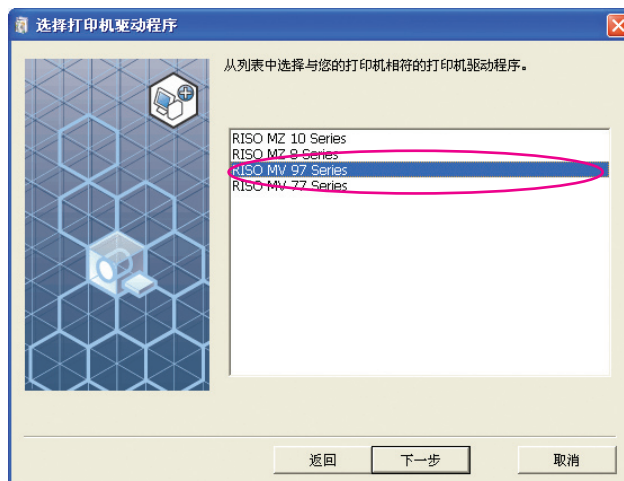 选择打印机驱动程序
从列表中选择与您的打印机相符的打印机驱动程序。
RISO MZ 10 Series
RISO MZ 8 Series
RISO MV 97 Series
RISO MV 77 Series
返回 下一步 取消